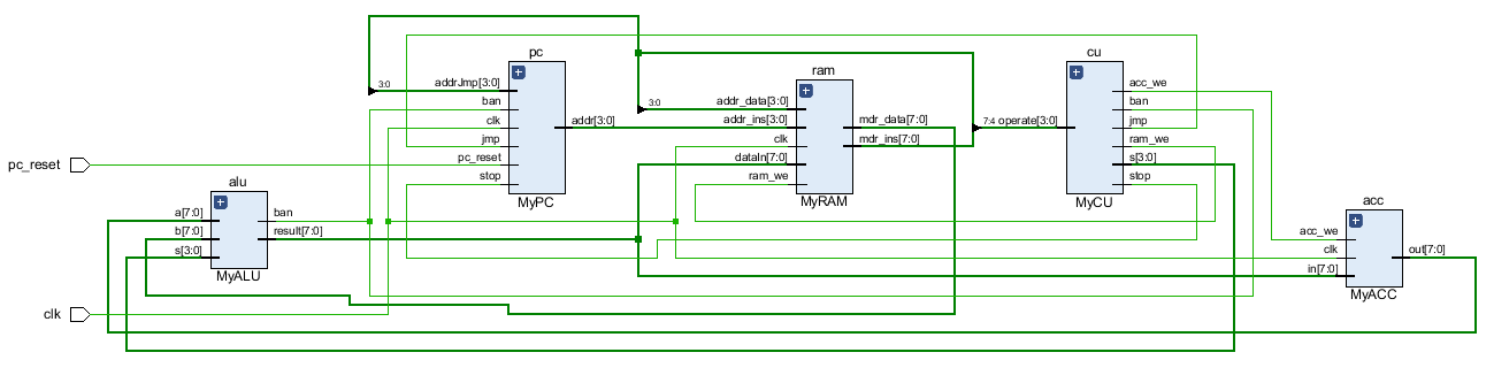 pc_reset
clk
alu
a[7:0]
b[7:0]
s[3:0]
ban
result[7:0]
MyALU
pc
3:0
addrJmp[3:0]
ban
clk
jmp
pc_reset
stop
addr[3:0]
MyPC
ram
3:0
addr_data[3:0]
addr_ins[3:0]
clk
dataIn[7:0]
ram_we
mdr_data[7:0]
mdr_ins[7:0]
MyRAM
cu
7:4 operate[3:0]
acc_we
ban
jmp
ram_we
s[3:0]
stop
MyCU
acc
acc_we
clk
in[7:0]
out[7:0]
MyACC